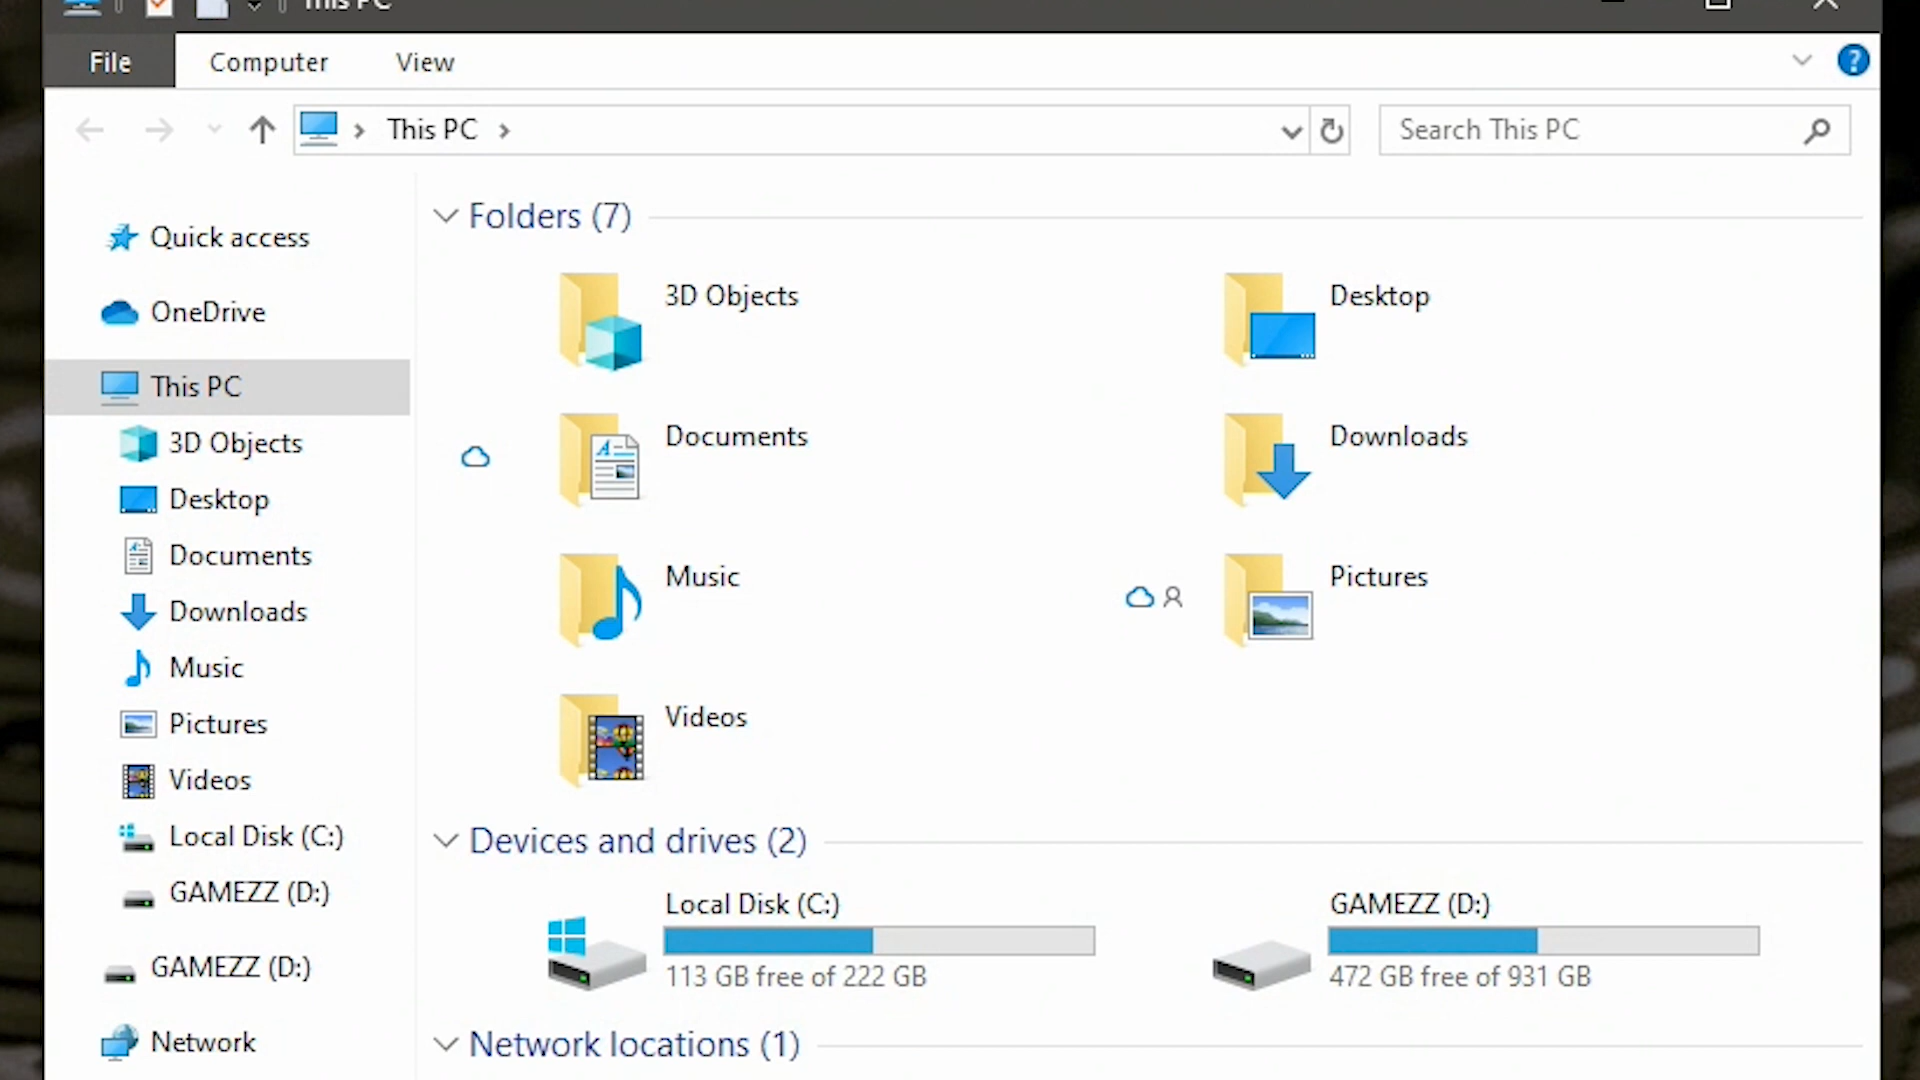 This PC
File Computer View
This PC
Search This PC
Quick access
OneDrive
This PC
3D Objects
Desktop
Documents
Downloads
Music
Pictures
Videos
Local Disk (C:)
GAMEZZ (D:)
GAMEZZ (D:)
Network
Folders (7)
3D Objects
Desktop
Documents
Downloads
Music
Pictures
Videos
Devices and drives (2)
Local Disk (C:)
113 GB free of 222 GB
GAMEZZ (D:)
472 GB free of 931 GB
Network locations (1)